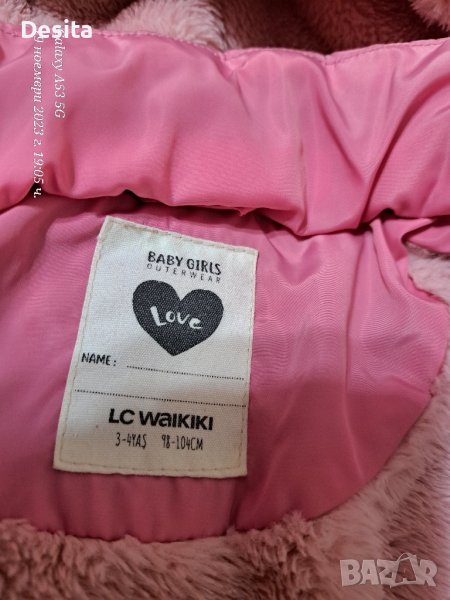 Desita
Galaxy A53 5G
ноември 2023 г. 19:05 ч.
BABY GIRLS
OUTERWEAR
Love
NAME:
LC WAIKIKI
3-4YAŞ 98-104CM
BAZAR